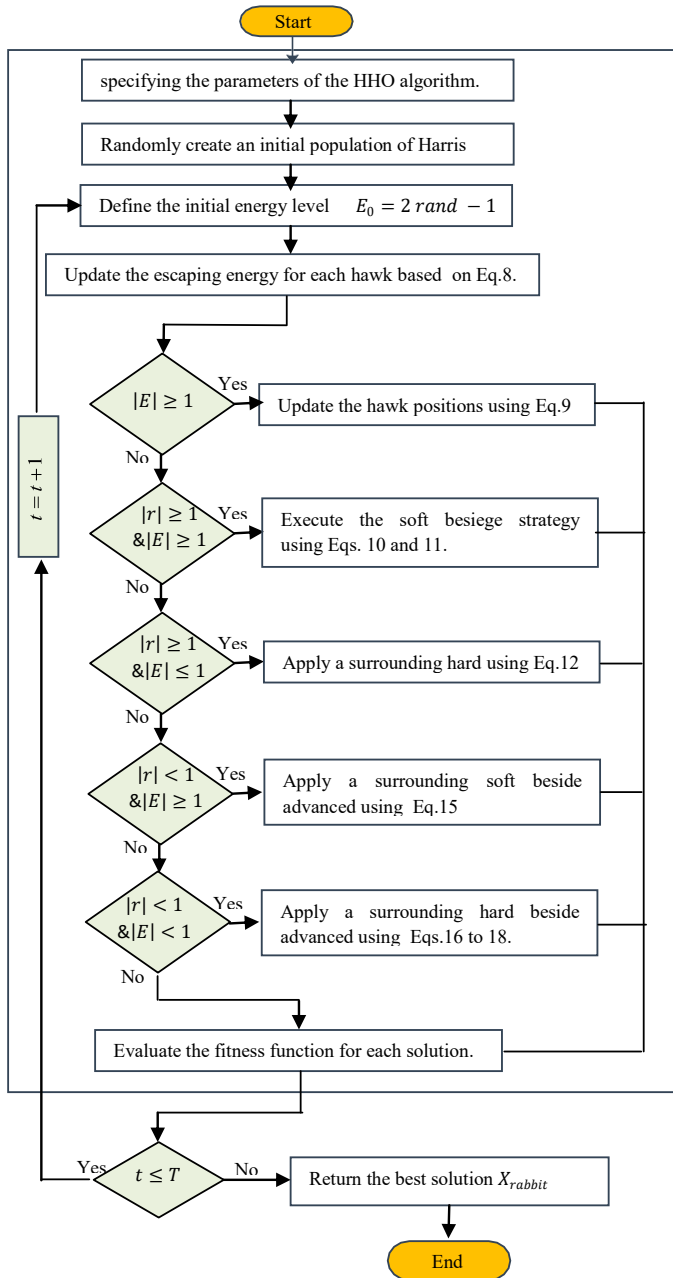 Start
specifying the parameters of the HHO algorithm.
Randomly create an initial population of Harris
Define the initial energy level E₀ = 2 rand − 1
Update the escaping energy for each hawk based on Eq.8.
|E| ≥ 1
Yes
Update the hawk positions using Eq.9
No
t = t + 1
|r| ≥ 1
&|E| ≥ 1
Yes
Execute the soft besiege strategy
using Eqs. 10 and 11.
No
|r| ≥ 1
&|E| ≤ 1
Yes
Apply a surrounding hard using Eq.12
No
|r| < 1
&|E| ≥ 1
Yes
Apply a surrounding soft beside
advanced using Eq.15
No
|r| < 1
&|E| < 1
Yes
Apply a surrounding hard beside
advanced using Eqs.16 to 18.
No
Evaluate the fitness function for each solution.
Yes
t ≤ T
No
Return the best solution X_rabbit
End